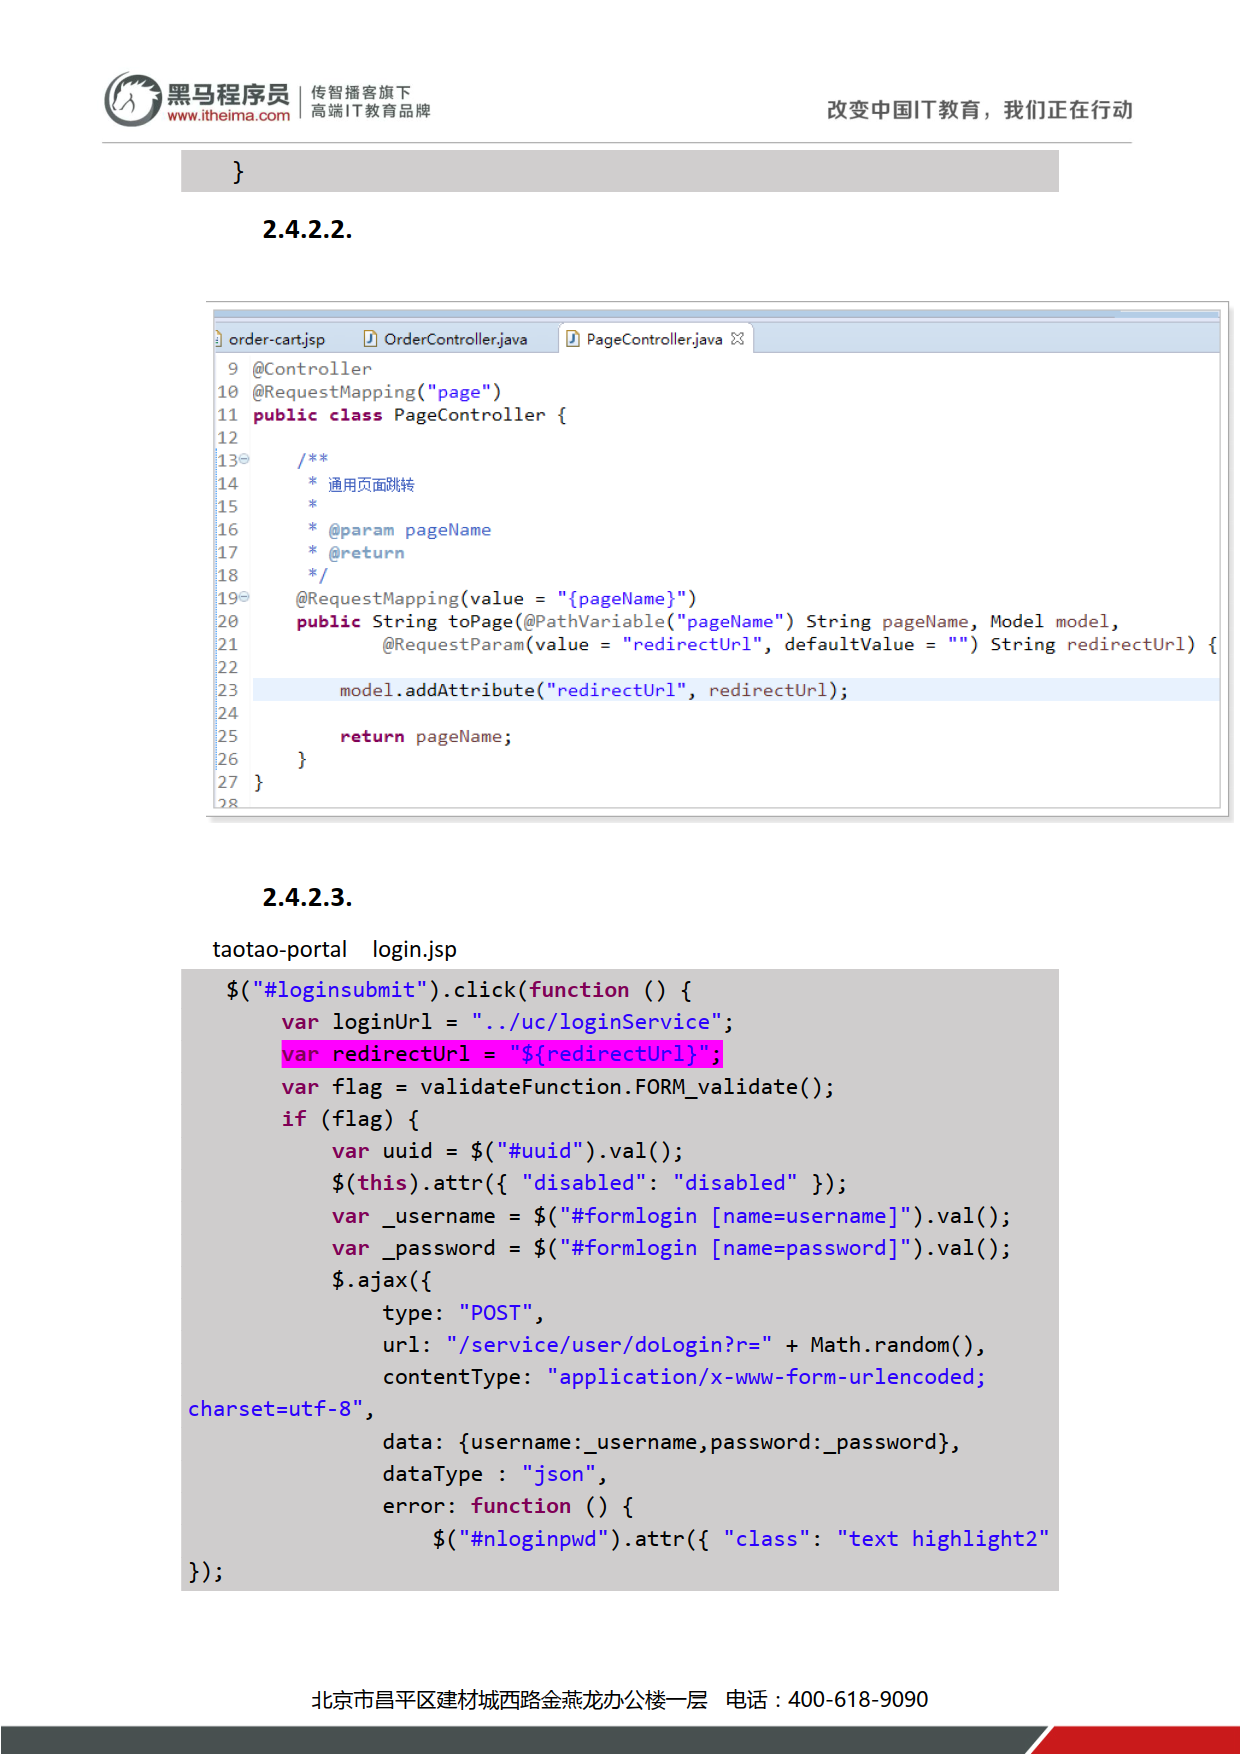 黑马程序员
www.itheima.com
传智播客旗下
高端IT教育品牌
改变中国IT教育，我们正在行动
}
2.4.2.2.
order-cart.jsp OrderController.java PageController.java
9 @Controller
10 @RequestMapping("page")
11 public class PageController {
12
13 /**
14 * 通用页面跳转
15 *
16 * @param pageName
17 * @return
18 */
19 @RequestMapping(value = "{pageName}")
20 public String toPage(@PathVariable("pageName") String pageName, Model model,
21 @RequestParam(value = "redirectUrl", defaultValue = "") String redirectUrl) {
22
23 model.addAttribute("redirectUrl", redirectUrl);
24
25 return pageName;
26 }
27 }
28
2.4.2.3.
taotao-portal login.jsp
$("#loginsubmit").click(function () {
var loginUrl = "../uc/loginService";
var redirectUrl = "${redirectUrl}";
var flag = validateFunction.FORM_validate();
if (flag) {
var uuid = $("#uuid").val();
$(this).attr({ "disabled": "disabled" });
var _username = $("#formlogin [name=username]").val();
var _password = $("#formlogin [name=password]").val();
$.ajax({
type: "POST",
url: "/service/user/doLogin?r=" + Math.random(),
contentType: "application/x-www-form-urlencoded;
charset=utf-8",
data: {username:_username,password:_password},
dataType : "json",
error: function () {
$("#nloginpwd").attr({ "class": "text highlight2"
});
北京市昌平区建材城西路金燕龙办公楼一层 电话：400-618-9090